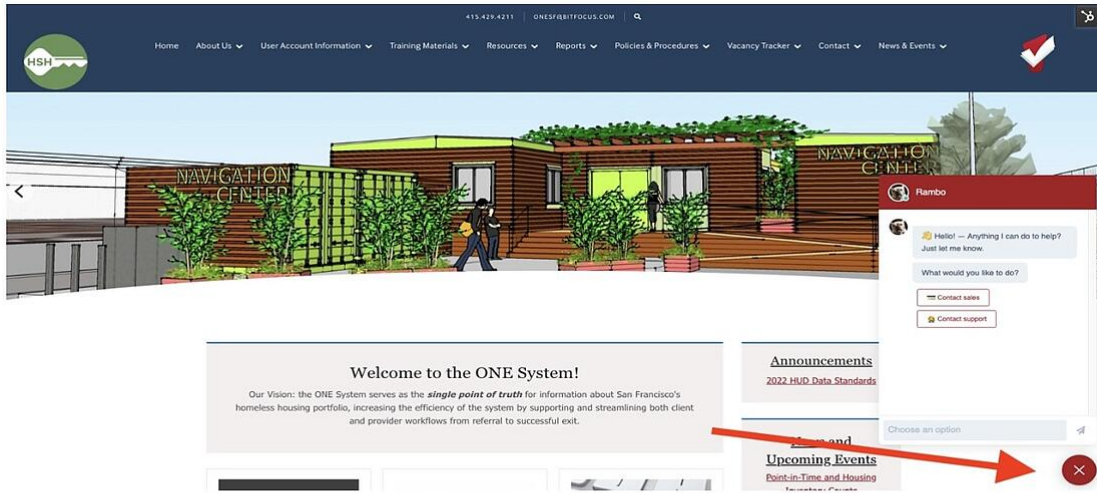 415.429.4211 ONESF@BITFOCUS.COM
HSH
Home About Us User Account Information Training Materials Resources Reports Policies & Procedures Vacancy Tracker Contact News & Events
NAVIGATION
CENTER
NAVIGATION
CENTER
Rambo
Hello! — Anything I can do to help?
Just let me know.
What would you like to do?
Contact sales
Contact support
Choose an option
Welcome to the ONE System!
Our Vision: the ONE System serves as the single point of truth for information about San Francisco's
homeless housing portfolio, increasing the efficiency of the system by supporting and streamlining both client
and provider workflows from referral to successful exit.
Announcements
2022 HUD Data Standards
News and
Upcoming Events
Point-in-Time and Housing
Inventory Counts